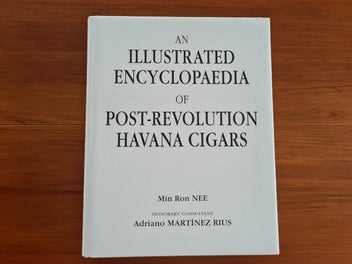 AN
ILLUSTRATED
ENCYCLOPAEDIA
OF
POST-REVOLUTION
HAVANA CIGARS
Min Ron NEE
HONORARY CONSULTANT
Adriano MARTÍNEZ RIUS